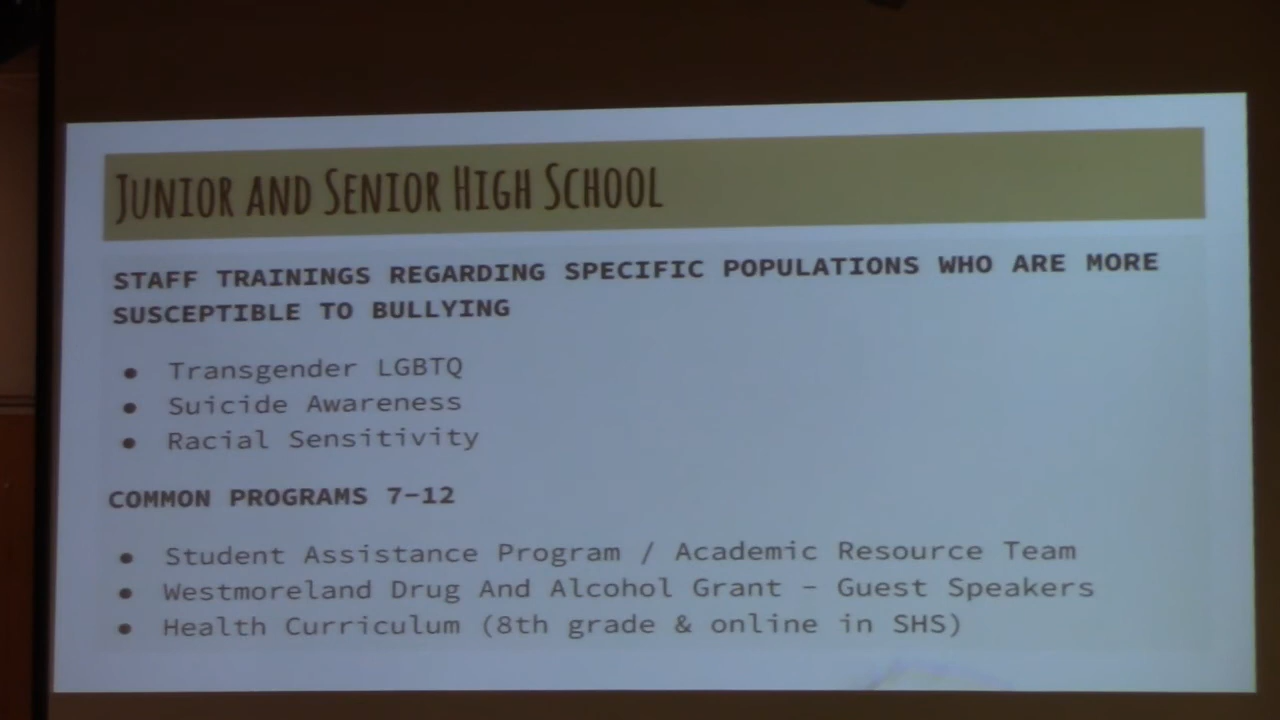 JUNIOR AND SENIOR HIGH SCHOOL
STAFF TRAININGS REGARDING SPECIFIC POPULATIONS WHO ARE MORE
SUSCEPTIBLE TO BULLYING
● Transgender LGBTQ
● Suicide Awareness
● Racial Sensitivity
COMMON PROGRAMS 7-12
● Student Assistance Program / Academic Resource Team
● Westmoreland Drug And Alcohol Grant - Guest Speakers
● Health Curriculum (8th grade & online in SHS)